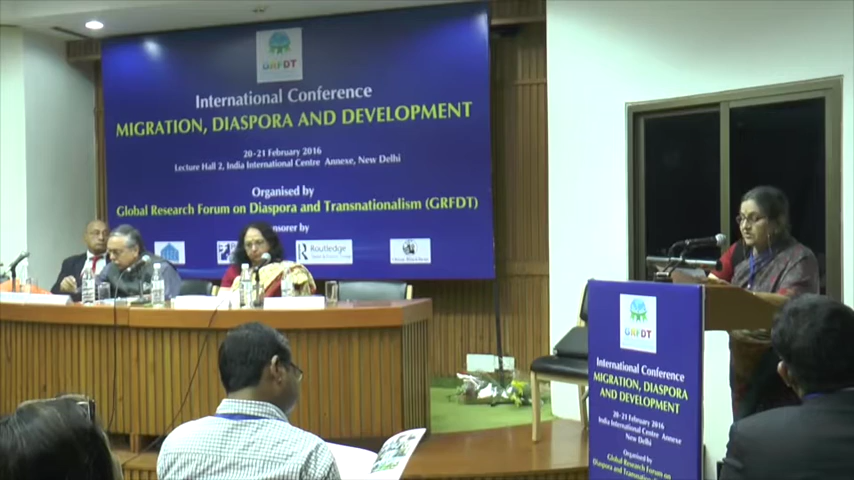 GRFDT
International Conference
MIGRATION, DIASPORA AND DEVELOPMENT
20-21 February 2016
Lecture Hall 2, India International Centre Annexe, New Delhi
Organised by
Global Research Forum on Diaspora and Transnationalism (GRFDT)
nsorer by
Routledge
GRFDT
International Conference
MIGRATION, DIASPORA
AND DEVELOPMENT
20-21 February 2016
India International Centre Annexe
New Delhi
Organised by
Global Research Forum on